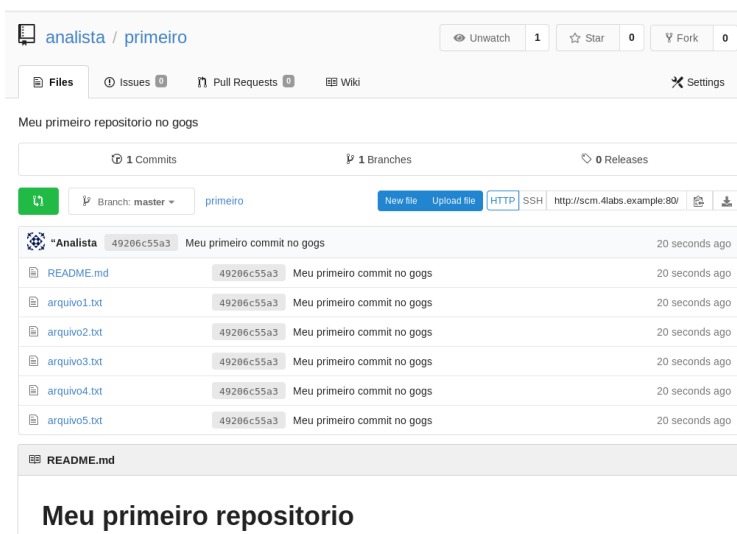 analista / primeiro Unwatch 1 Star 0 Fork 0
Files Issues 0 Pull Requests 0 Wiki Settings
Meu primeiro repositorio no gogs
1 Commits 1 Branches 0 Releases
Branch: master primeiro New file Upload file HTTP SSH http://scm.4labs.example:80/
“Analista 49206c55a3 Meu primeiro commit no gogs 20 seconds ago
README.md 49206c55a3 Meu primeiro commit no gogs 20 seconds ago
arquivo1.txt 49206c55a3 Meu primeiro commit no gogs 20 seconds ago
arquivo2.txt 49206c55a3 Meu primeiro commit no gogs 20 seconds ago
arquivo3.txt 49206c55a3 Meu primeiro commit no gogs 20 seconds ago
arquivo4.txt 49206c55a3 Meu primeiro commit no gogs 20 seconds ago
arquivo5.txt 49206c55a3 Meu primeiro commit no gogs 20 seconds ago
README.md
Meu primeiro repositorio